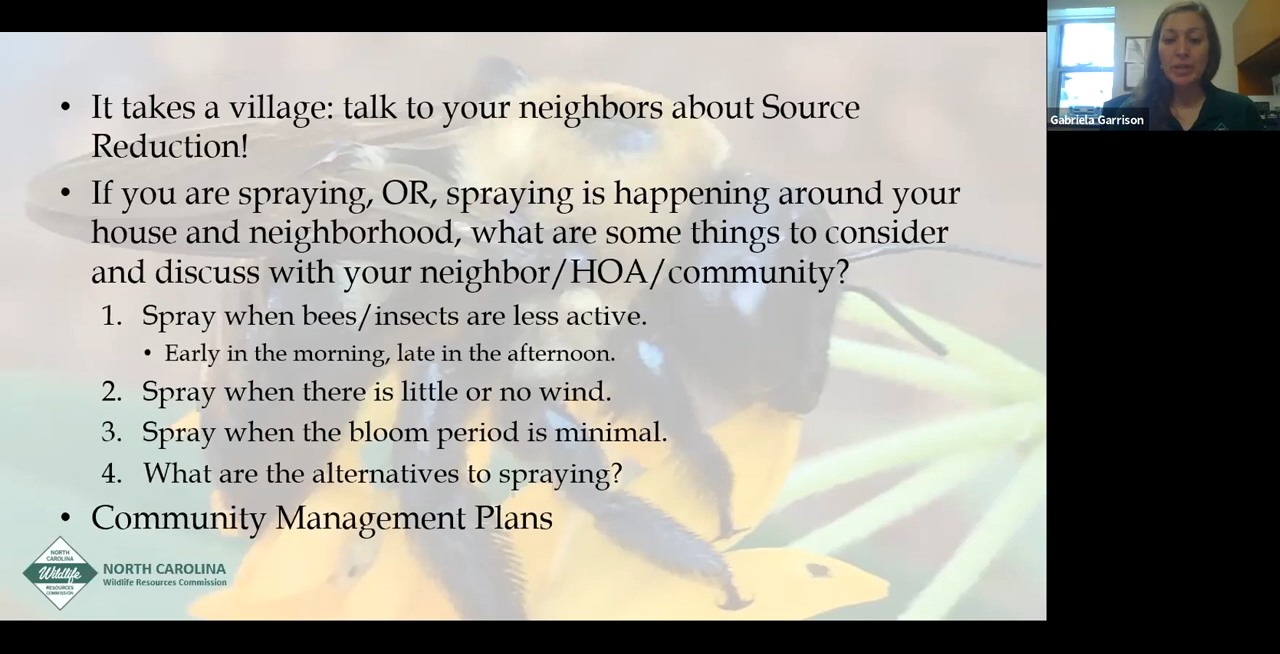 • It takes a village: talk to your neighbors about Source
Reduction!
• If you are spraying, OR, spraying is happening around your
house and neighborhood, what are some things to consider
and discuss with your neighbor/HOA/community?
1. Spray when bees/insects are less active.
• Early in the morning, late in the afternoon.
2. Spray when there is little or no wind.
3. Spray when the bloom period is minimal.
4. What are the alternatives to spraying?
• Community Management Plans
NORTH
CAROLINA
Wildlife
RESOURCES
COMMISSION
NORTH CAROLINA
Wildlife Resources Commission
Gabriela Garrison